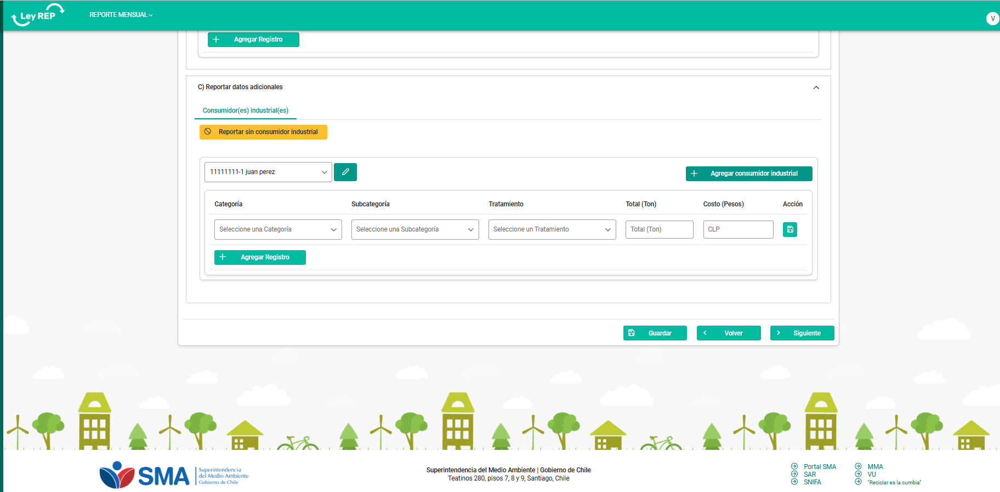 Ley REP
REPORTE MENSUAL
V
Agregar Registro
C) Reportar datos adicionales
Consumidor(es) industrial(es)
Reportar sin consumidor industrial
11111111-1 juan perez
Agregar consumidor industrial
Categoría Subcategoría Tratamiento Total (Ton) Costo (Pesos) Acción
Seleccione una Categoría Seleccione una Subcategoría Seleccione un Tratamiento Total (Ton) CLP
Agregar Registro
Guardar Volver Siguiente
SMA
Superintendencia
del Medio Ambiente
Gobierno de Chile
Superintendencia del Medio Ambiente | Gobierno de Chile
Teatinos 280, pisos 7, 8 y 9, Santiago, Chile
Portal SMA
SAR
SNIFA
MMA
VU
"Reciclar es la cumbia"